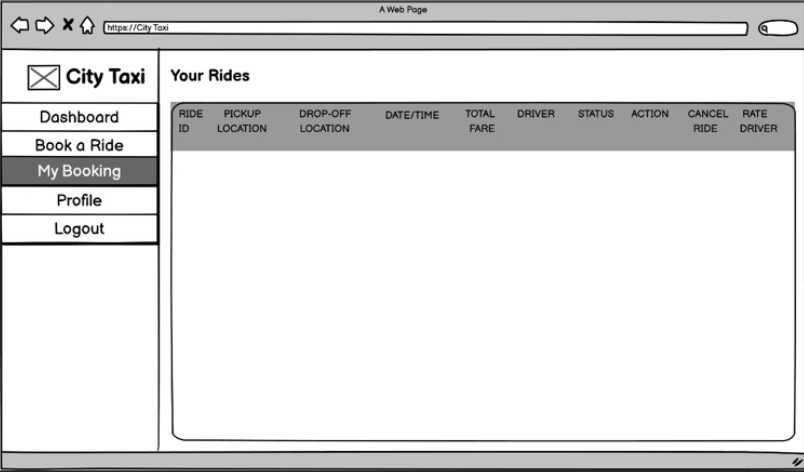 A Web Page
https://City Taxi
City Taxi
Dashboard
Book a Ride
My Booking
Profile
Logout
Your Rides
RIDE PICKUP DROP-OFF DATE/TIME TOTAL DRIVER STATUS ACTION CANCEL RATE
ID LOCATION LOCATION FARE RIDE DRIVER